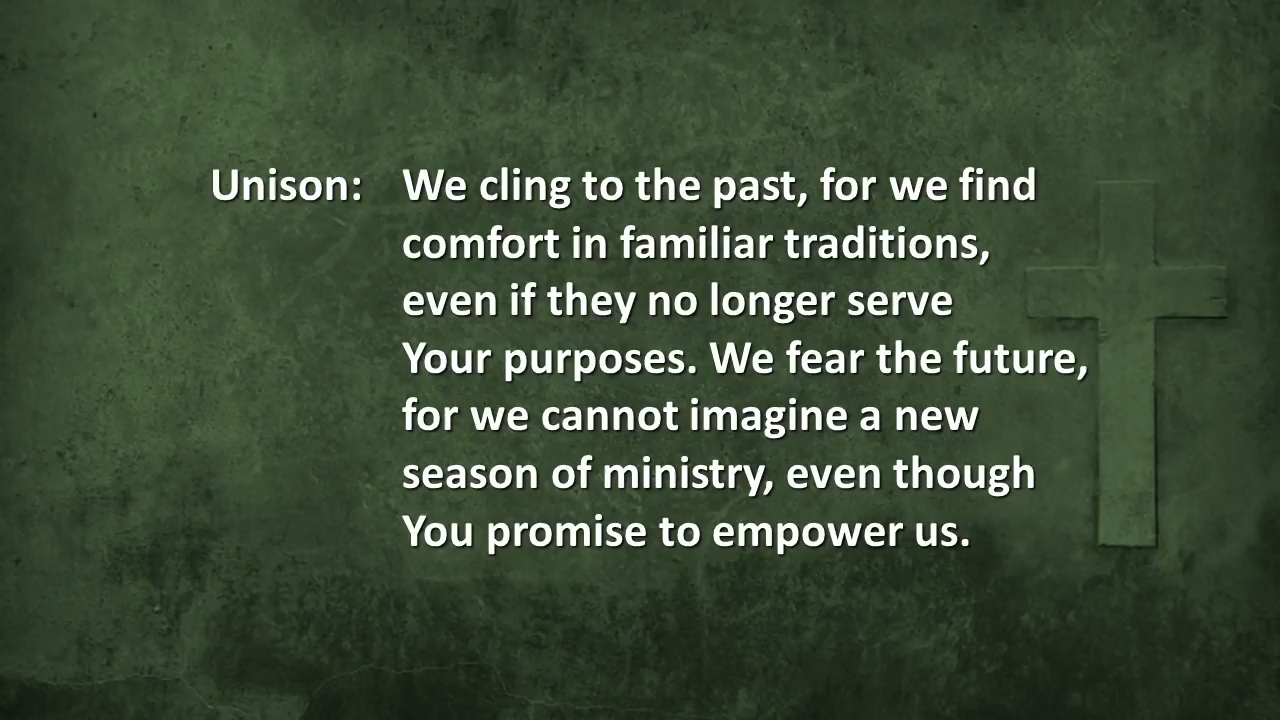 Unison: We cling to the past, for we find
comfort in familiar traditions,
even if they no longer serve
Your purposes. We fear the future,
for we cannot imagine a new
season of ministry, even though
You promise to empower us.